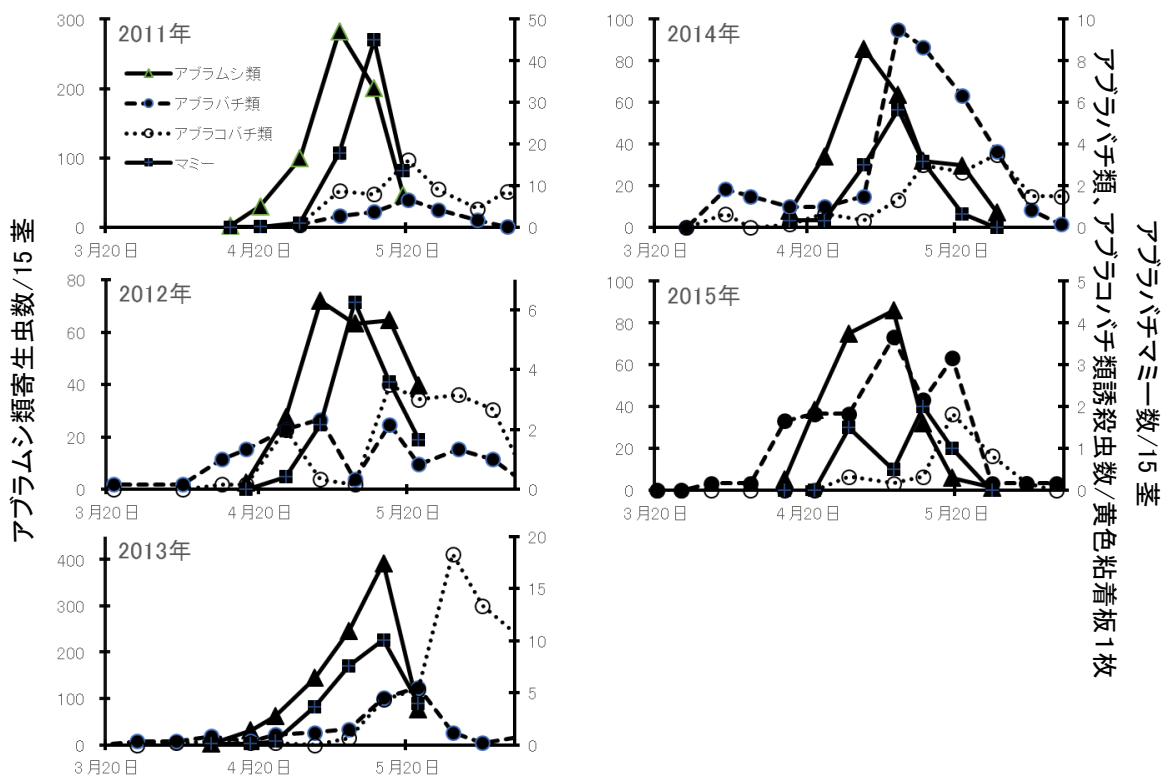 アブラムシ類寄生虫数/15 茎
2011年
300
200
100
0
50
40
30
20
10
0
3月20日
4月20日
5月20日
アブラムシ類
アブラバチ類
アブラコバチ類
マミー
2012年
80
60
40
20
0
6
4
2
0
3月20日
4月20日
5月20日
2013年
400
300
200
100
0
20
15
10
5
0
3月20日
4月20日
5月20日
2014年
100
80
60
40
20
0
10
8
6
4
2
0
3月20日
4月20日
5月20日
2015年
100
80
60
40
20
0
5
4
3
2
1
0
3月20日
4月20日
5月20日
アブラバチ類、アブラコバチ類誘殺虫数/黄色粘着板1枚
アブラバチマミー数/15 茎